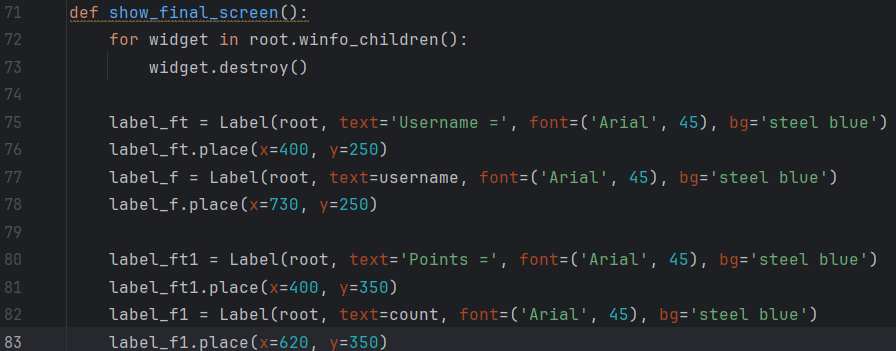 71 def show_final_screen():
72 for widget in root.winfo_children():
73 widget.destroy()
74
75 label_ft = Label(root, text='Username =', font=('Arial', 45), bg='steel blue')
76 label_ft.place(x=400, y=250)
77 label_f = Label(root, text=username, font=('Arial', 45), bg='steel blue')
78 label_f.place(x=730, y=250)
79
80 label_ft1 = Label(root, text='Points =', font=('Arial', 45), bg='steel blue')
81 label_ft1.place(x=400, y=350)
82 label_f1 = Label(root, text=count, font=('Arial', 45), bg='steel blue')
83 label_f1.place(x=620, y=350)